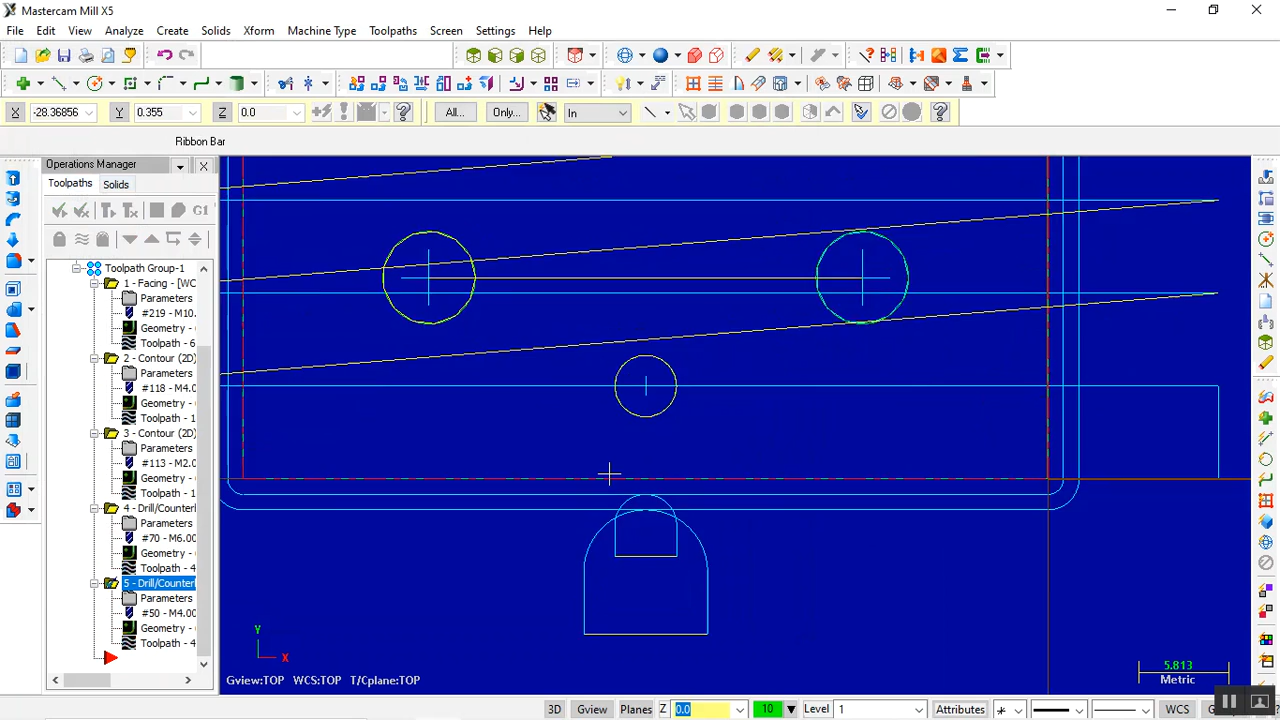 Mastercam Mill X5
File Edit View Analyze Create Solids Xform Machine Type Toolpaths Screen Settings Help
X -28.36856 Y 0.355 Z 0.0 All... Only... In
Ribbon Bar
Operations Manager
Toolpaths Solids
G1
Toolpath Group-1
1 - Facing - [WC
Parameters
#219 - M10.
Geometry -
Toolpath - 6
2 - Contour (2D)
Parameters
#118 - M4.0
Geometry -
Toolpath - 1
3 - Contour (2D)
Parameters
#113 - M2.0
Geometry -
Toolpath - 1
4 - Drill/Counter
Parameters
#70 - M6.00
Geometry -
Toolpath - 4
5 - Drill/Counter
Parameters
#50 - M4.00
Geometry -
Toolpath - 4
Y
X
5.813
Metric
Gview:TOP WCS:TOP T/Cplane:TOP
3D Gview Planes Z 0.0 10 Level 1 Attributes WCS G